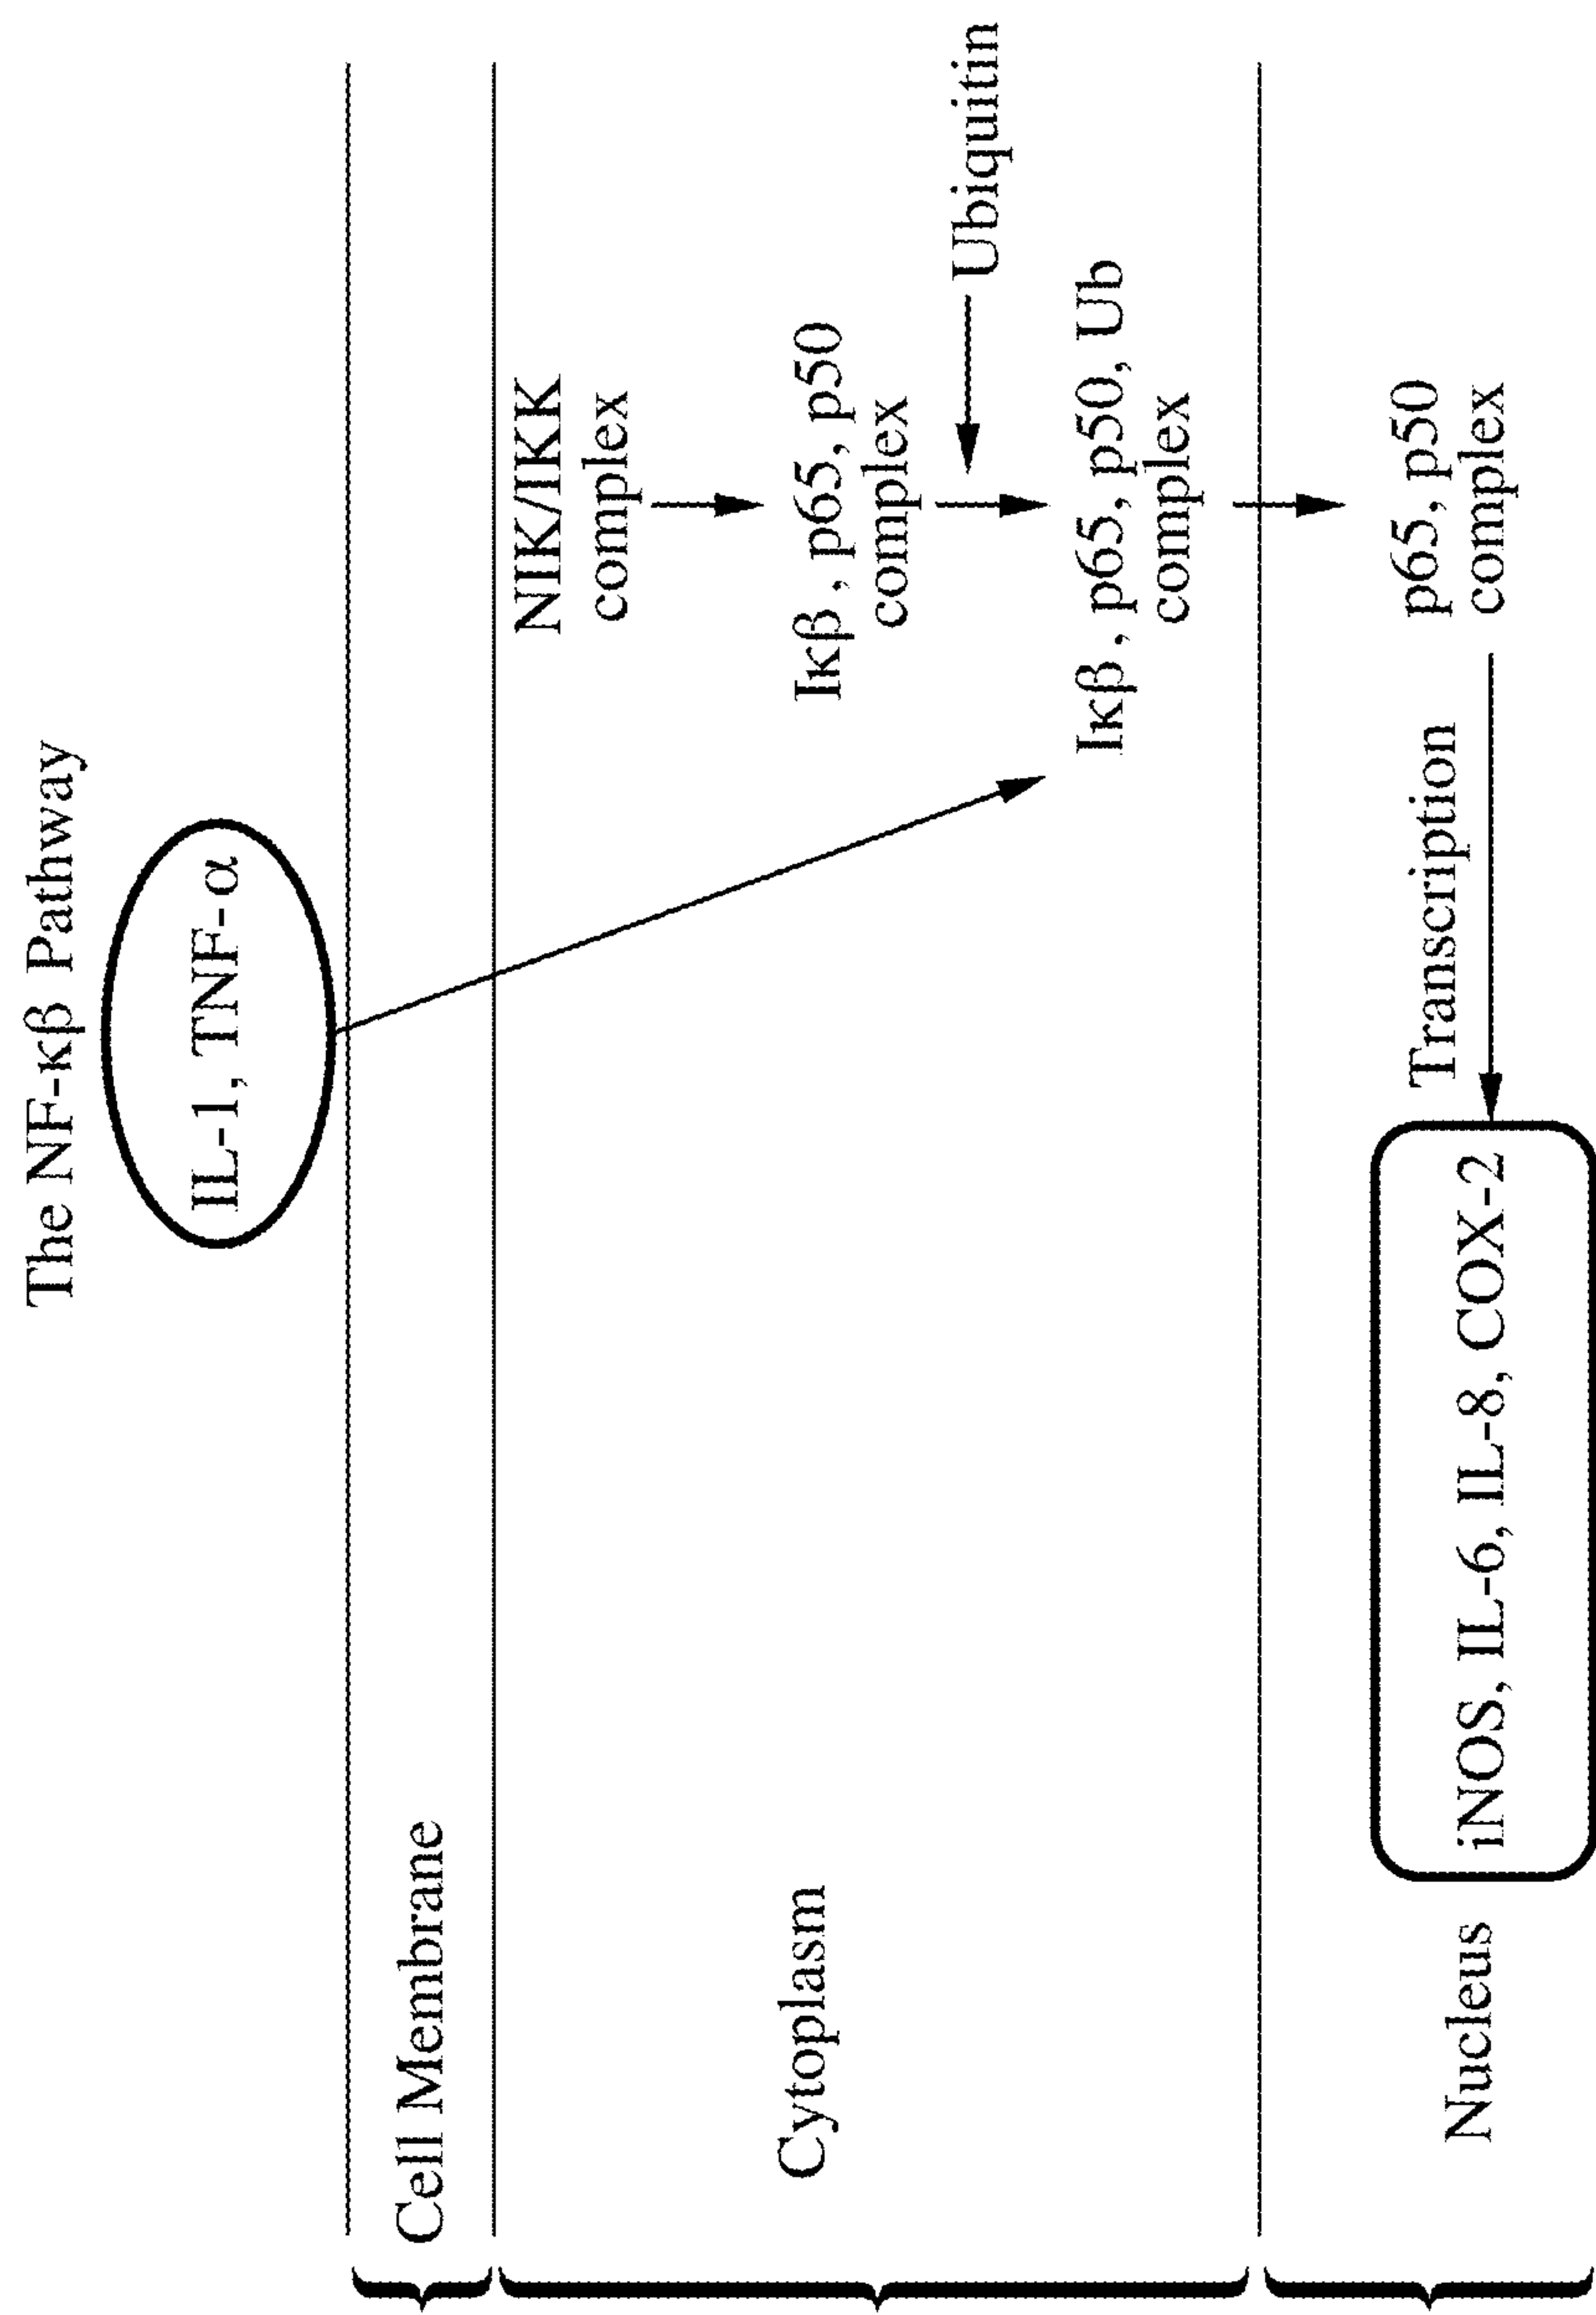 The NF-κβ Pathway
IL-1, TNF-α
Cell Membrane
NIK/IKK
complex
Cytoplasm
Iκβ , p65, p50
complex
Ubiquitin
Iκβ , p65, p50, Ub
complex
Nucleus
iNOS, IL-6, IL-8, COX-2
Transcription
p65, p50
complex